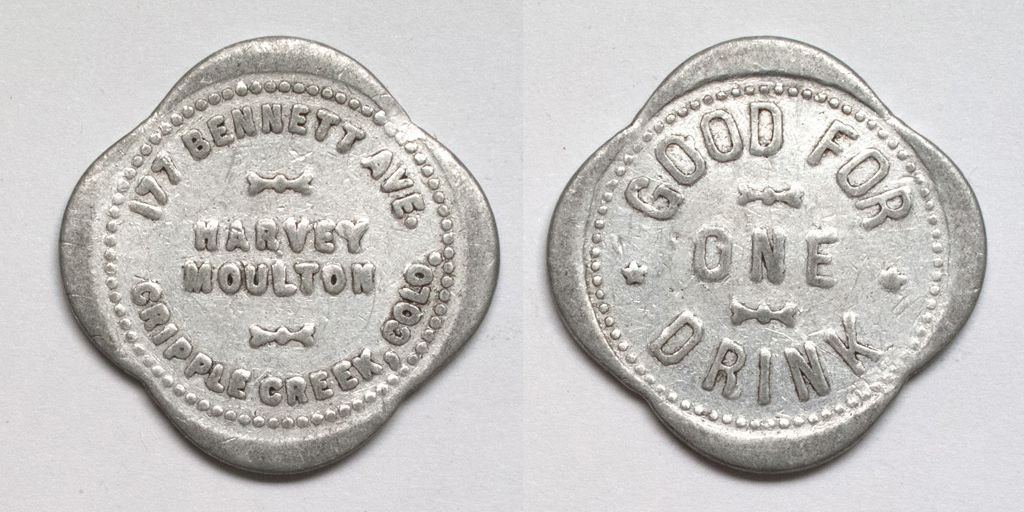 177 BENNETT AVE.
HARVEY
MOULTON
CRIPPLE CREEK, COLO.
GOOD FOR
ONE
DRINK